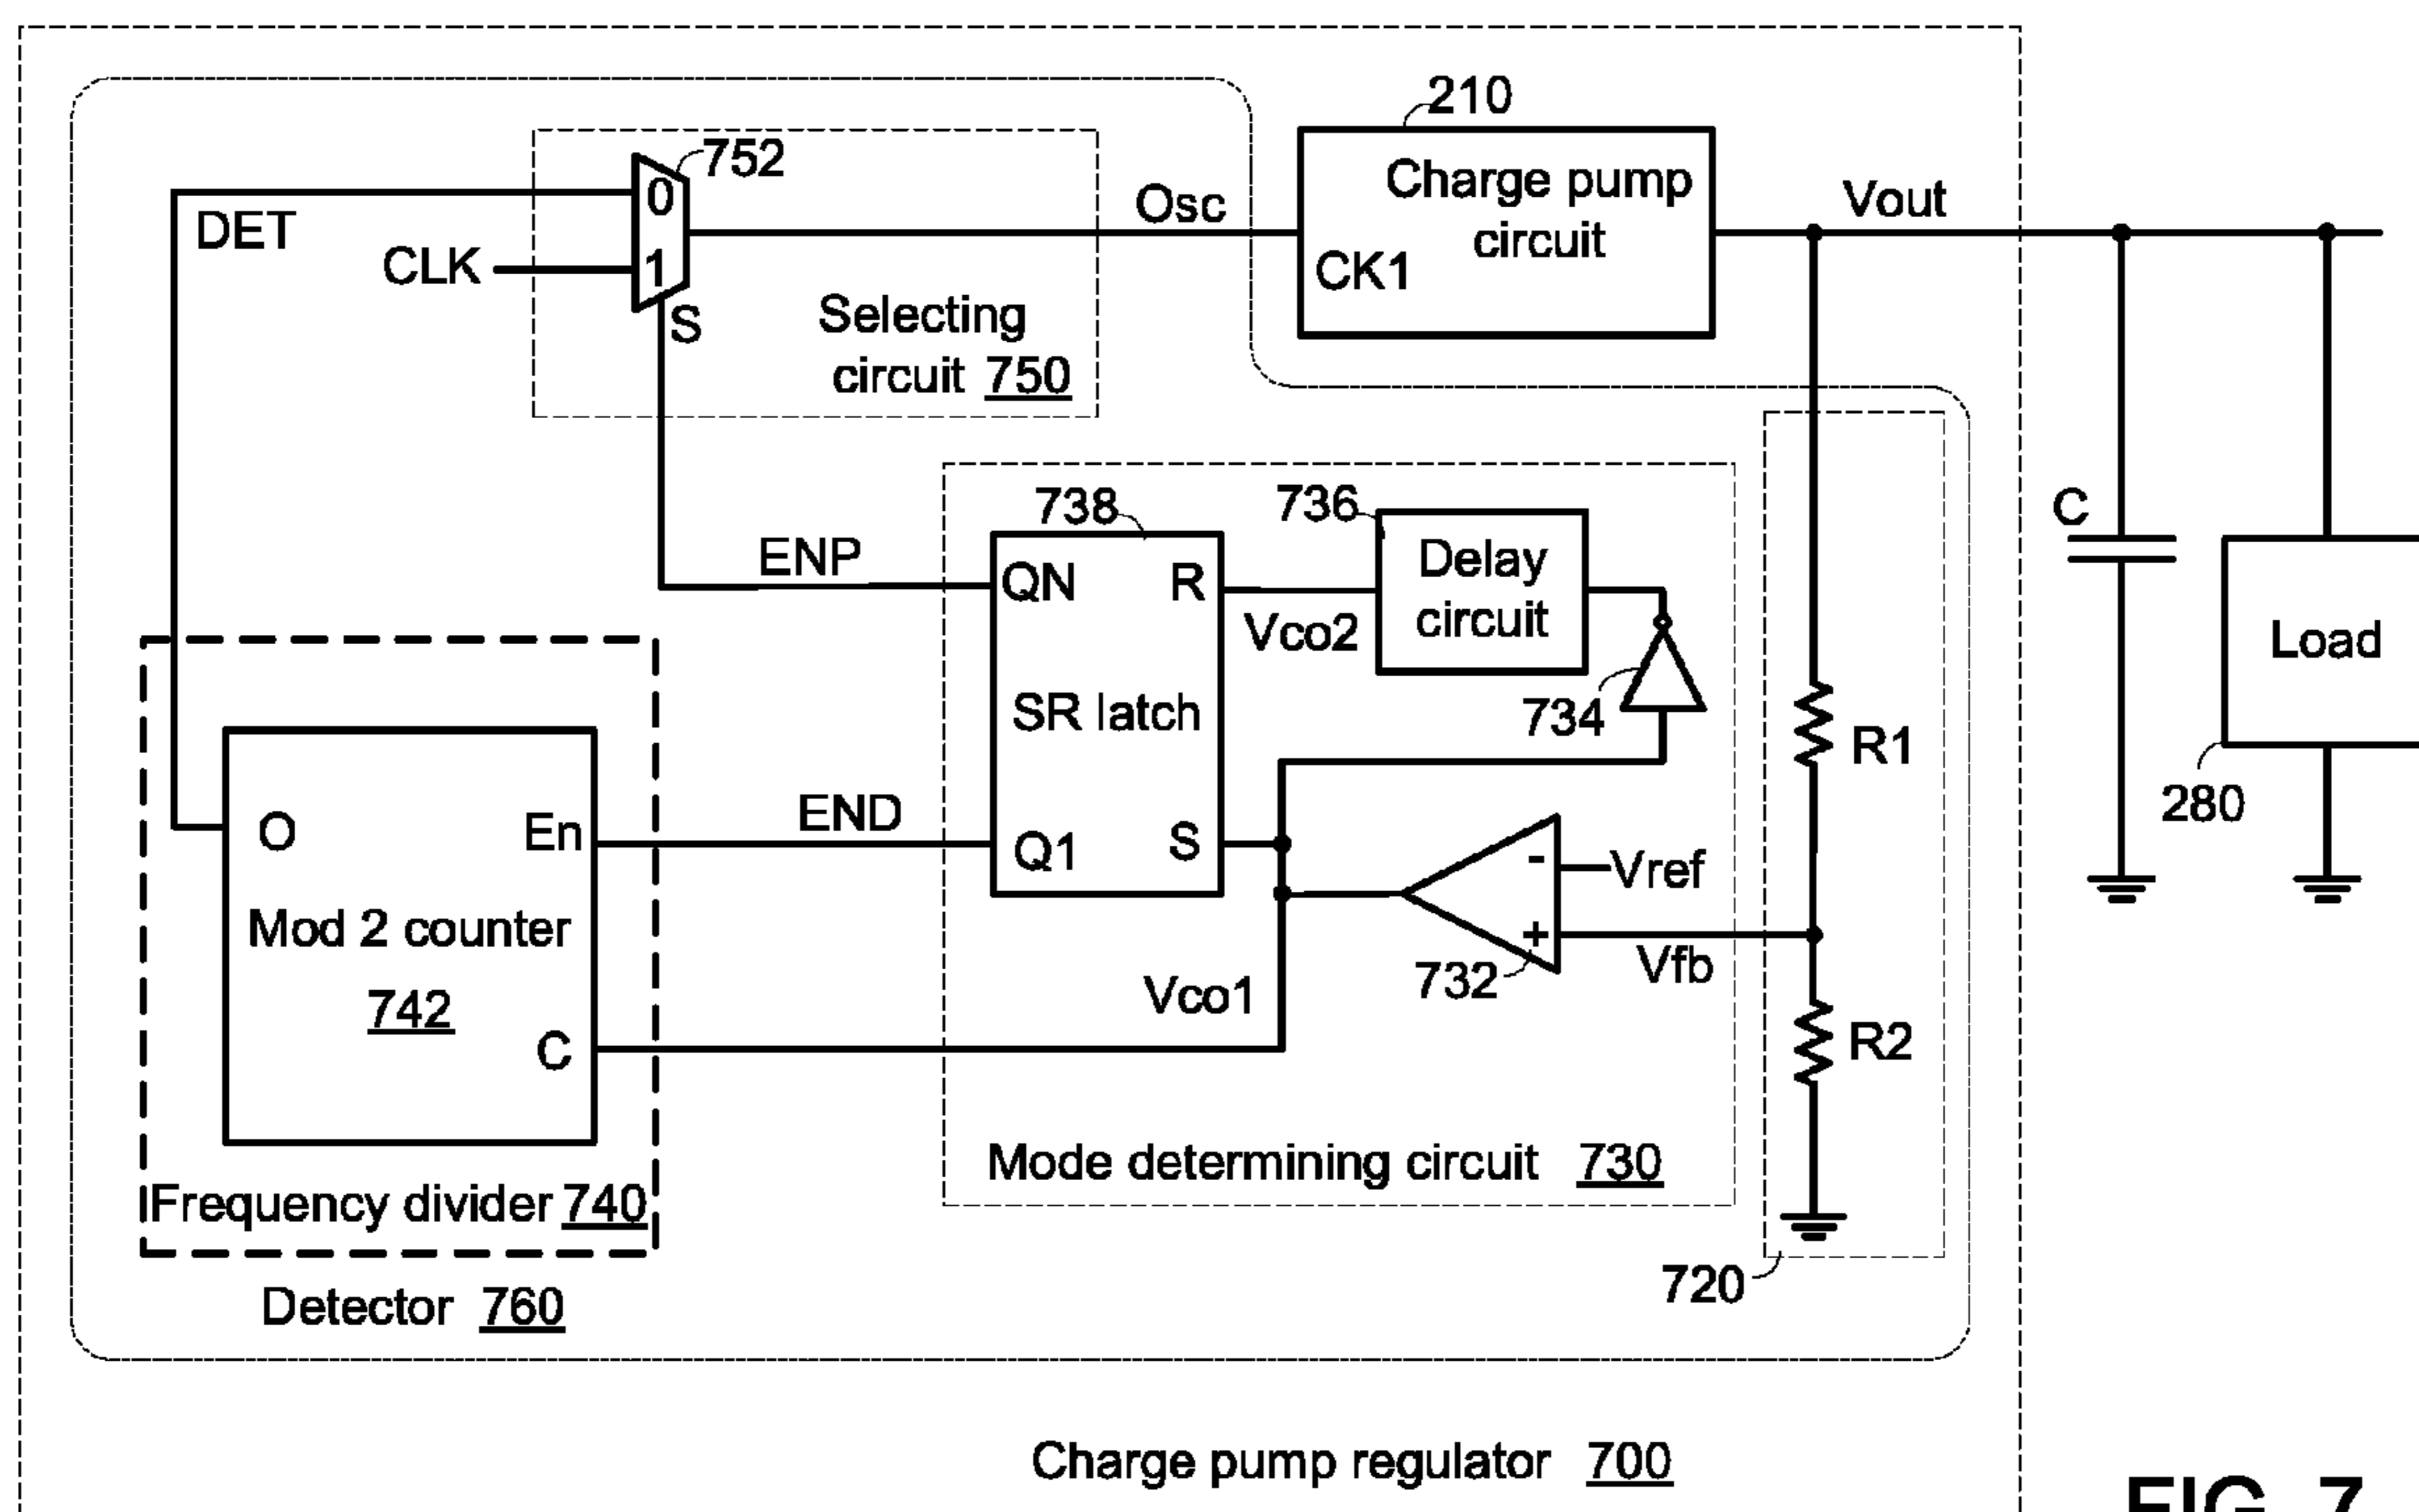 210
752
0
DET
CLK
1
S
Selecting
circuit 750
Osc
Charge pump
circuit
CK1
Vout
738
736
ENP
QN
R
Vco2
Delay
circuit
SR latch
734
R1
C
Load
280
END
Q1
S
O
En
Mod 2 counter
742
C
-
Vref
+
Vfb
732
Vco1
R2
Mode determining circuit 730
Frequency divider 740
720
Detector 760
Charge pump regulator 700
FIG. 7